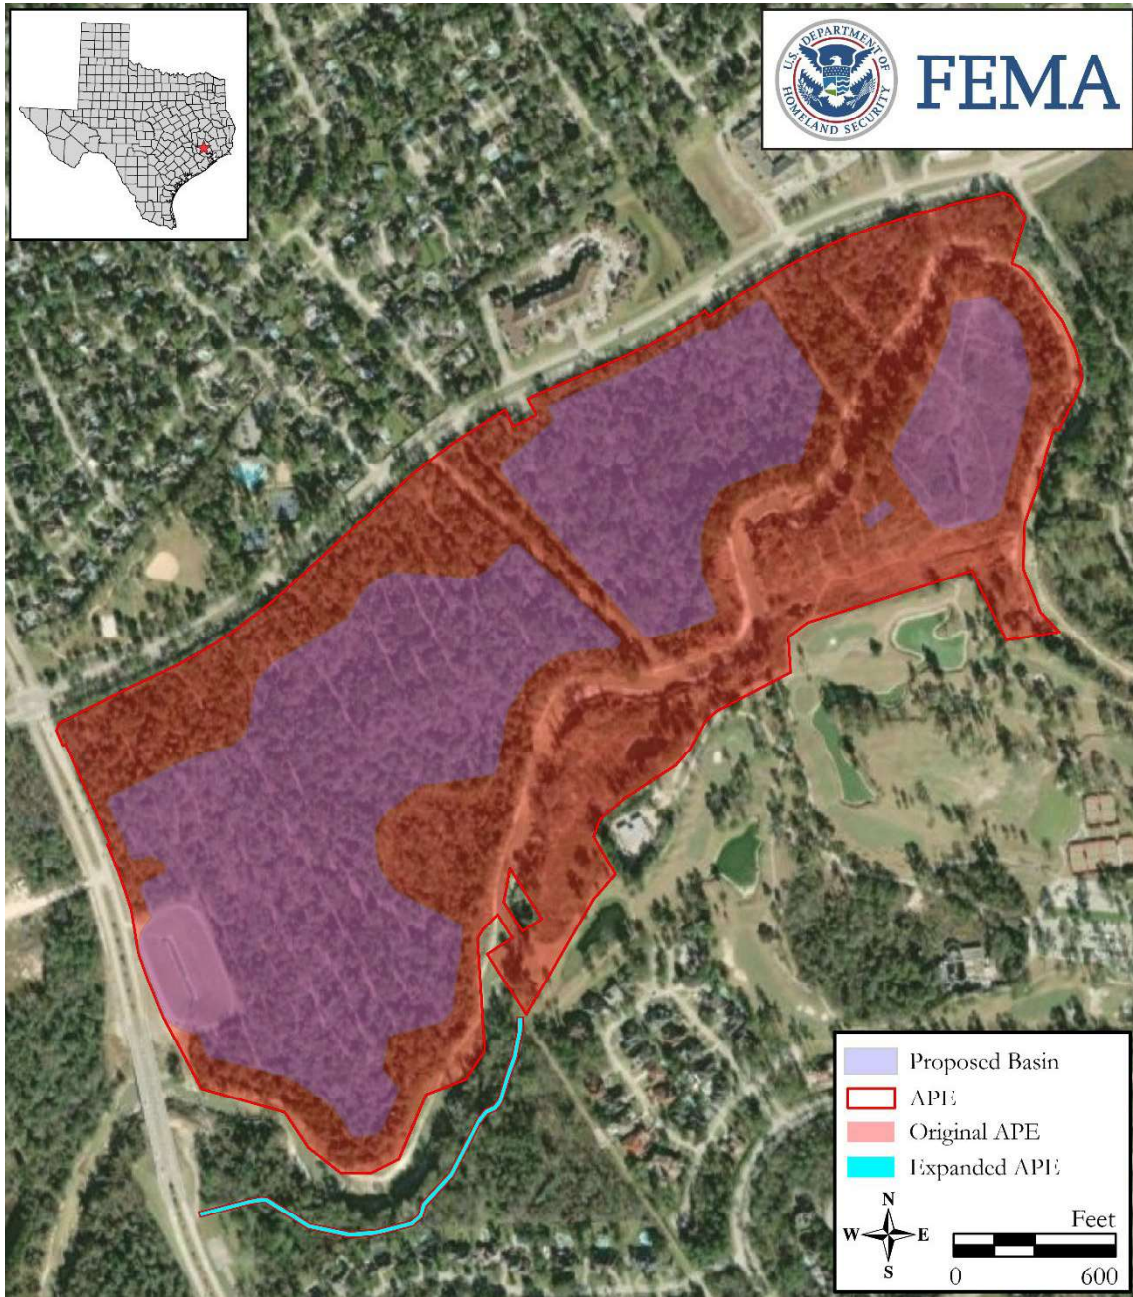 U.S. DEPARTMENT OF
HOMELAND SECURITY
FEMA
Proposed Basin
APE
Original APE
Expanded APE
N
W E
S
Feet
0 600